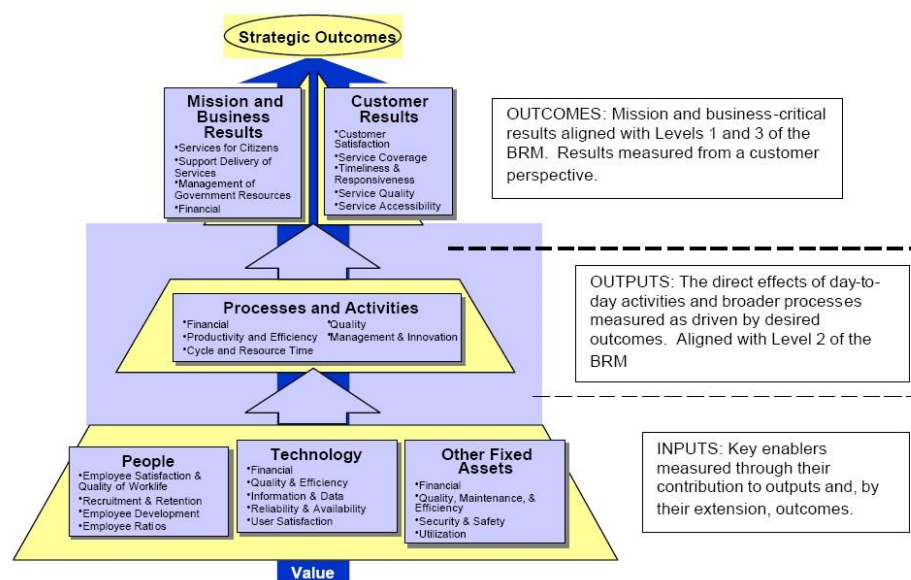 Strategic Outcomes
Mission and
Business
Results
•Services for Citizens
•Support Delivery of
Services
•Management of
Government Resources
•Financial
Customer
Results
•Customer
Satisfaction
•Service Coverage
•Timeliness &
Responsiveness
•Service Quality
•Service Accessibility
OUTCOMES: Mission and business-critical
results aligned with Levels 1 and 3 of the
BRM. Results measured from a customer
perspective.
Processes and Activities
•Financial
•Productivity and Efficiency
•Cycle and Resource Time
•Quality
•Management & Innovation
OUTPUTS: The direct effects of day-to-
day activities and broader processes
measured as driven by desired
outcomes. Aligned with Level 2 of the
BRM
People
•Employee Satisfaction &
Quality of Worklife
•Recruitment & Retention
•Employee Development
•Employee Ratios
Technology
•Financial
•Quality & Efficiency
•Information & Data
•Reliability & Availability
•User Satisfaction
Other Fixed
Assets
•Financial
•Quality, Maintenance, &
Efficiency
•Security & Safety
•Utilization
INPUTS: Key enablers
measured through their
contribution to outputs and, by
their extension, outcomes.
Value